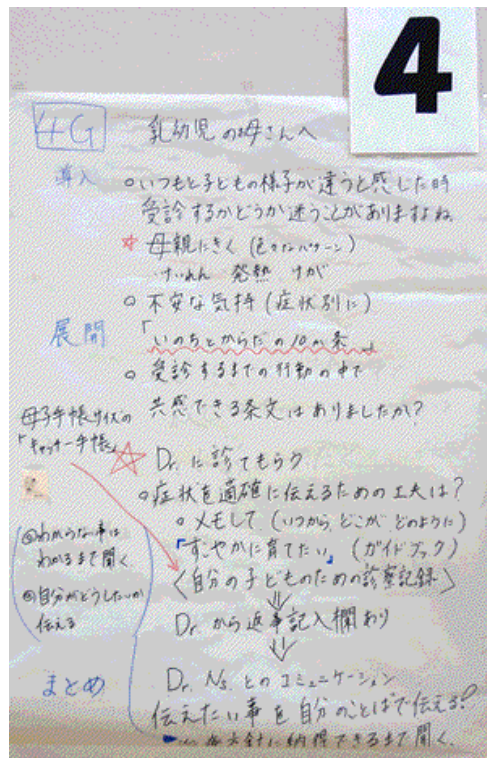 4
4G 乳幼児のお母さんへ
導入 ○いつもと子どもの様子が違うと感じた時
受診するかどうか迷うことがありますよね
☆母親にきく(色々なパターン)
けいれん 発熱 けが
○不安な気持(症状別に)
展開 「いのちとからだの10か条」
○受診するまでの行動の中で
共感できる条文はありましたか?
母子手帳サイズの
「キャッチー手帳」
☆Dr.に診てもらう
○症状を適確に伝えるための工夫は?
○メモして(いつから、どこが、どのように)
「すこやかに育てたい」(ガイドブック)
〈自分の子どものための診察記録〉
⇓
Dr.から返事記入欄あり
⇓
◎わからない事は
わかるまで聞く
◎自分がどうしたいか
伝える
まとめ Dr. Ns.とのコミュニケーション
伝えたい事を自分のことばで伝える!
方針に納得できるまで聞く。